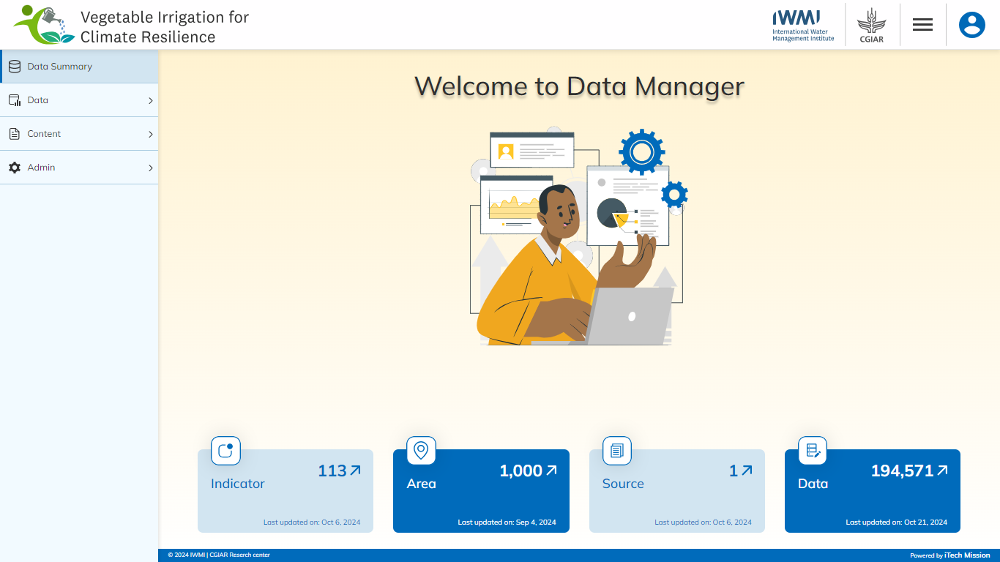 Vegetable Irrigation for
Climate Resilience
IWMI
International Water
Management Institute
CGIAR
Data Summary
Data
Content
Admin
Welcome to Data Manager
113
Indicator
Last updated on: Oct 6, 2024
1,000
Area
Last updated on: Sep 4, 2024
1
Source
Last updated on: Oct 6, 2024
194,571
Data
Last updated on: Oct 21, 2024
© 2024 IWMI | CGIAR Reserch center
Powered by iTech Mission